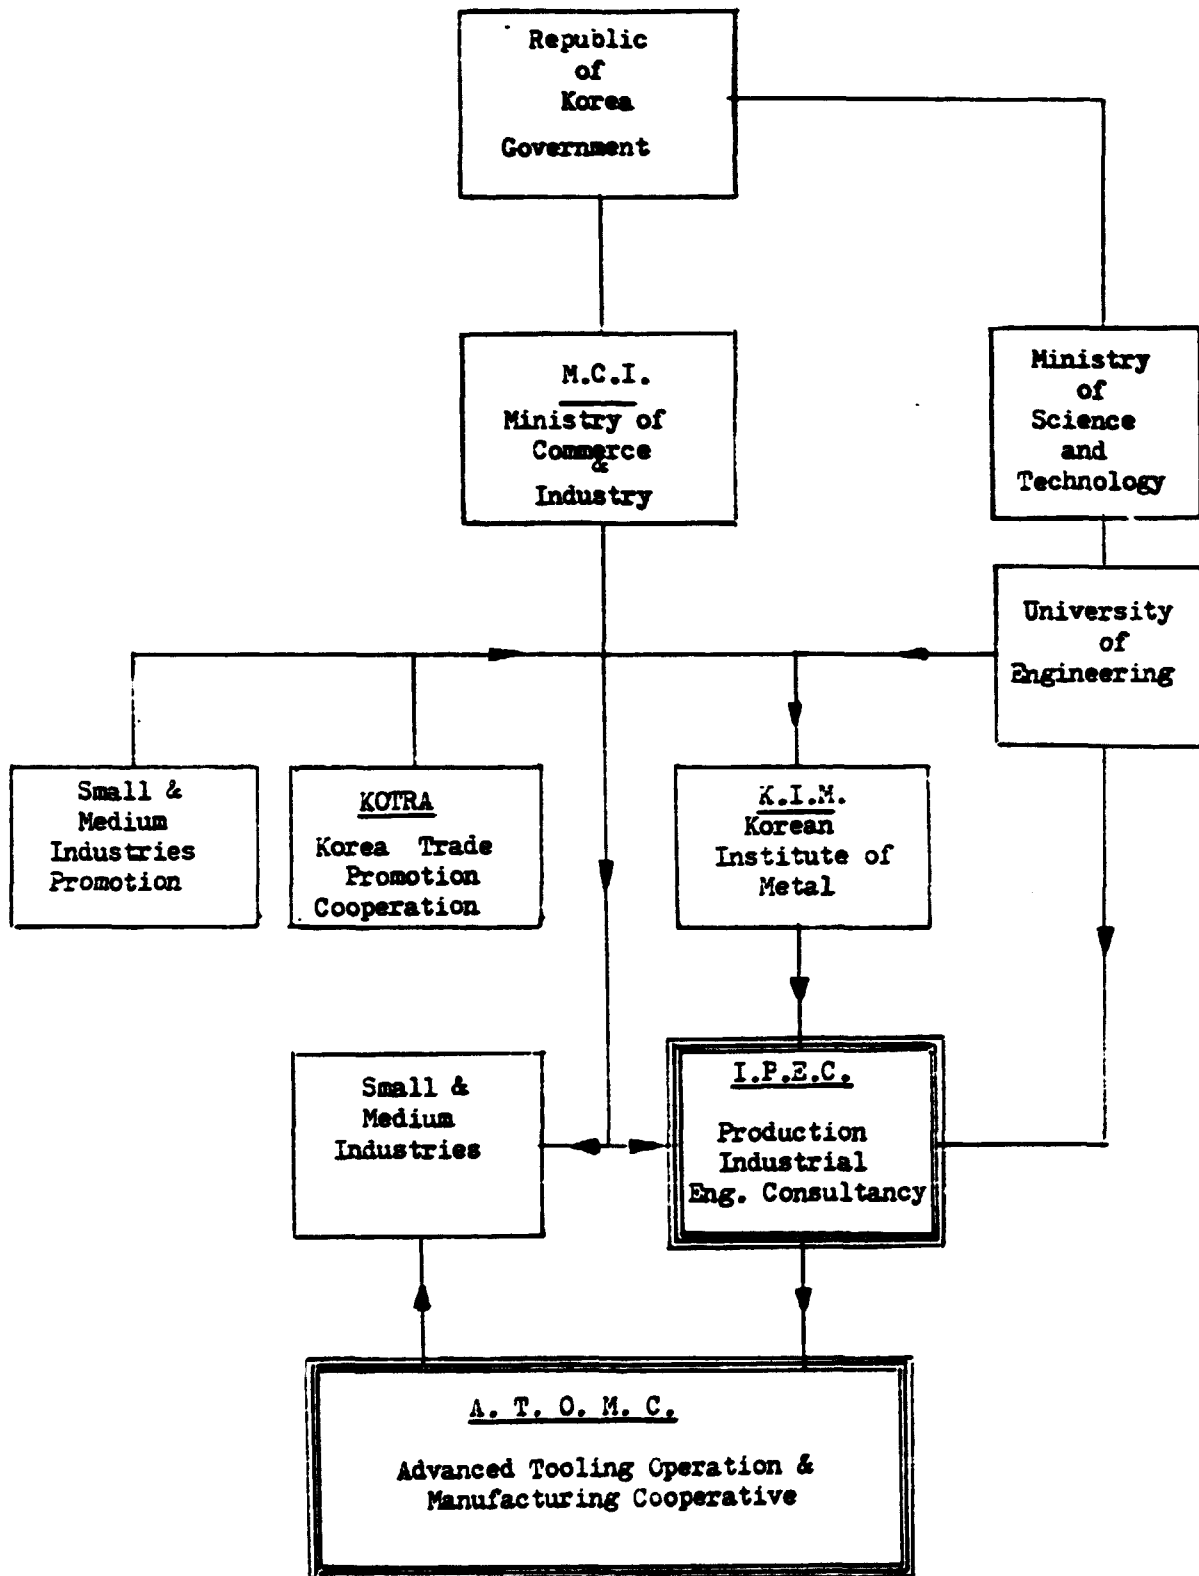 Republic
of
Korea
Government
M.C.I.
Ministry of
Commerce
&
Industry
Ministry
of
Science
and
Technology
University
of
Engineering
Small &
Medium
Industries
Promotion
KOTRA
Korea Trade
Promotion
Cooperation
K.I.M.
Korean
Institute of
Metal
Small &
Medium
Industries
I.P.E.C.
Production
Industrial
Eng. Consultancy
A. T. O. M. C.
Advanced Tooling Operation &
Manufacturing Cooperative